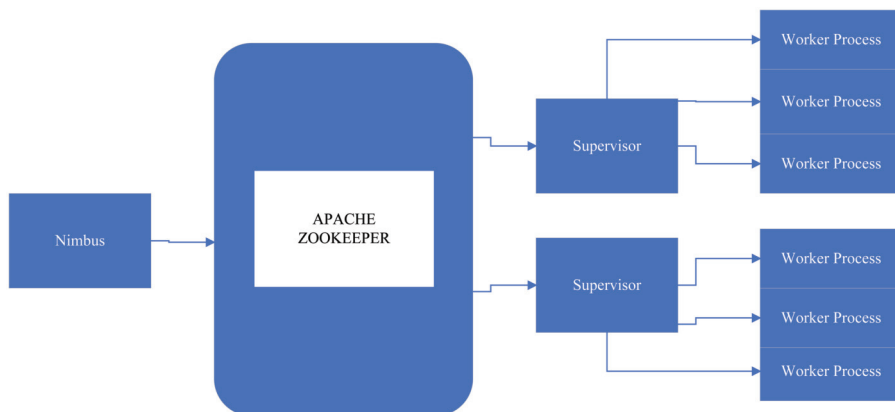 Nimbus
APACHE
ZOOKEEPER
Supervisor
Worker Process
Worker Process
Worker Process
Supervisor
Worker Process
Worker Process
Worker Process